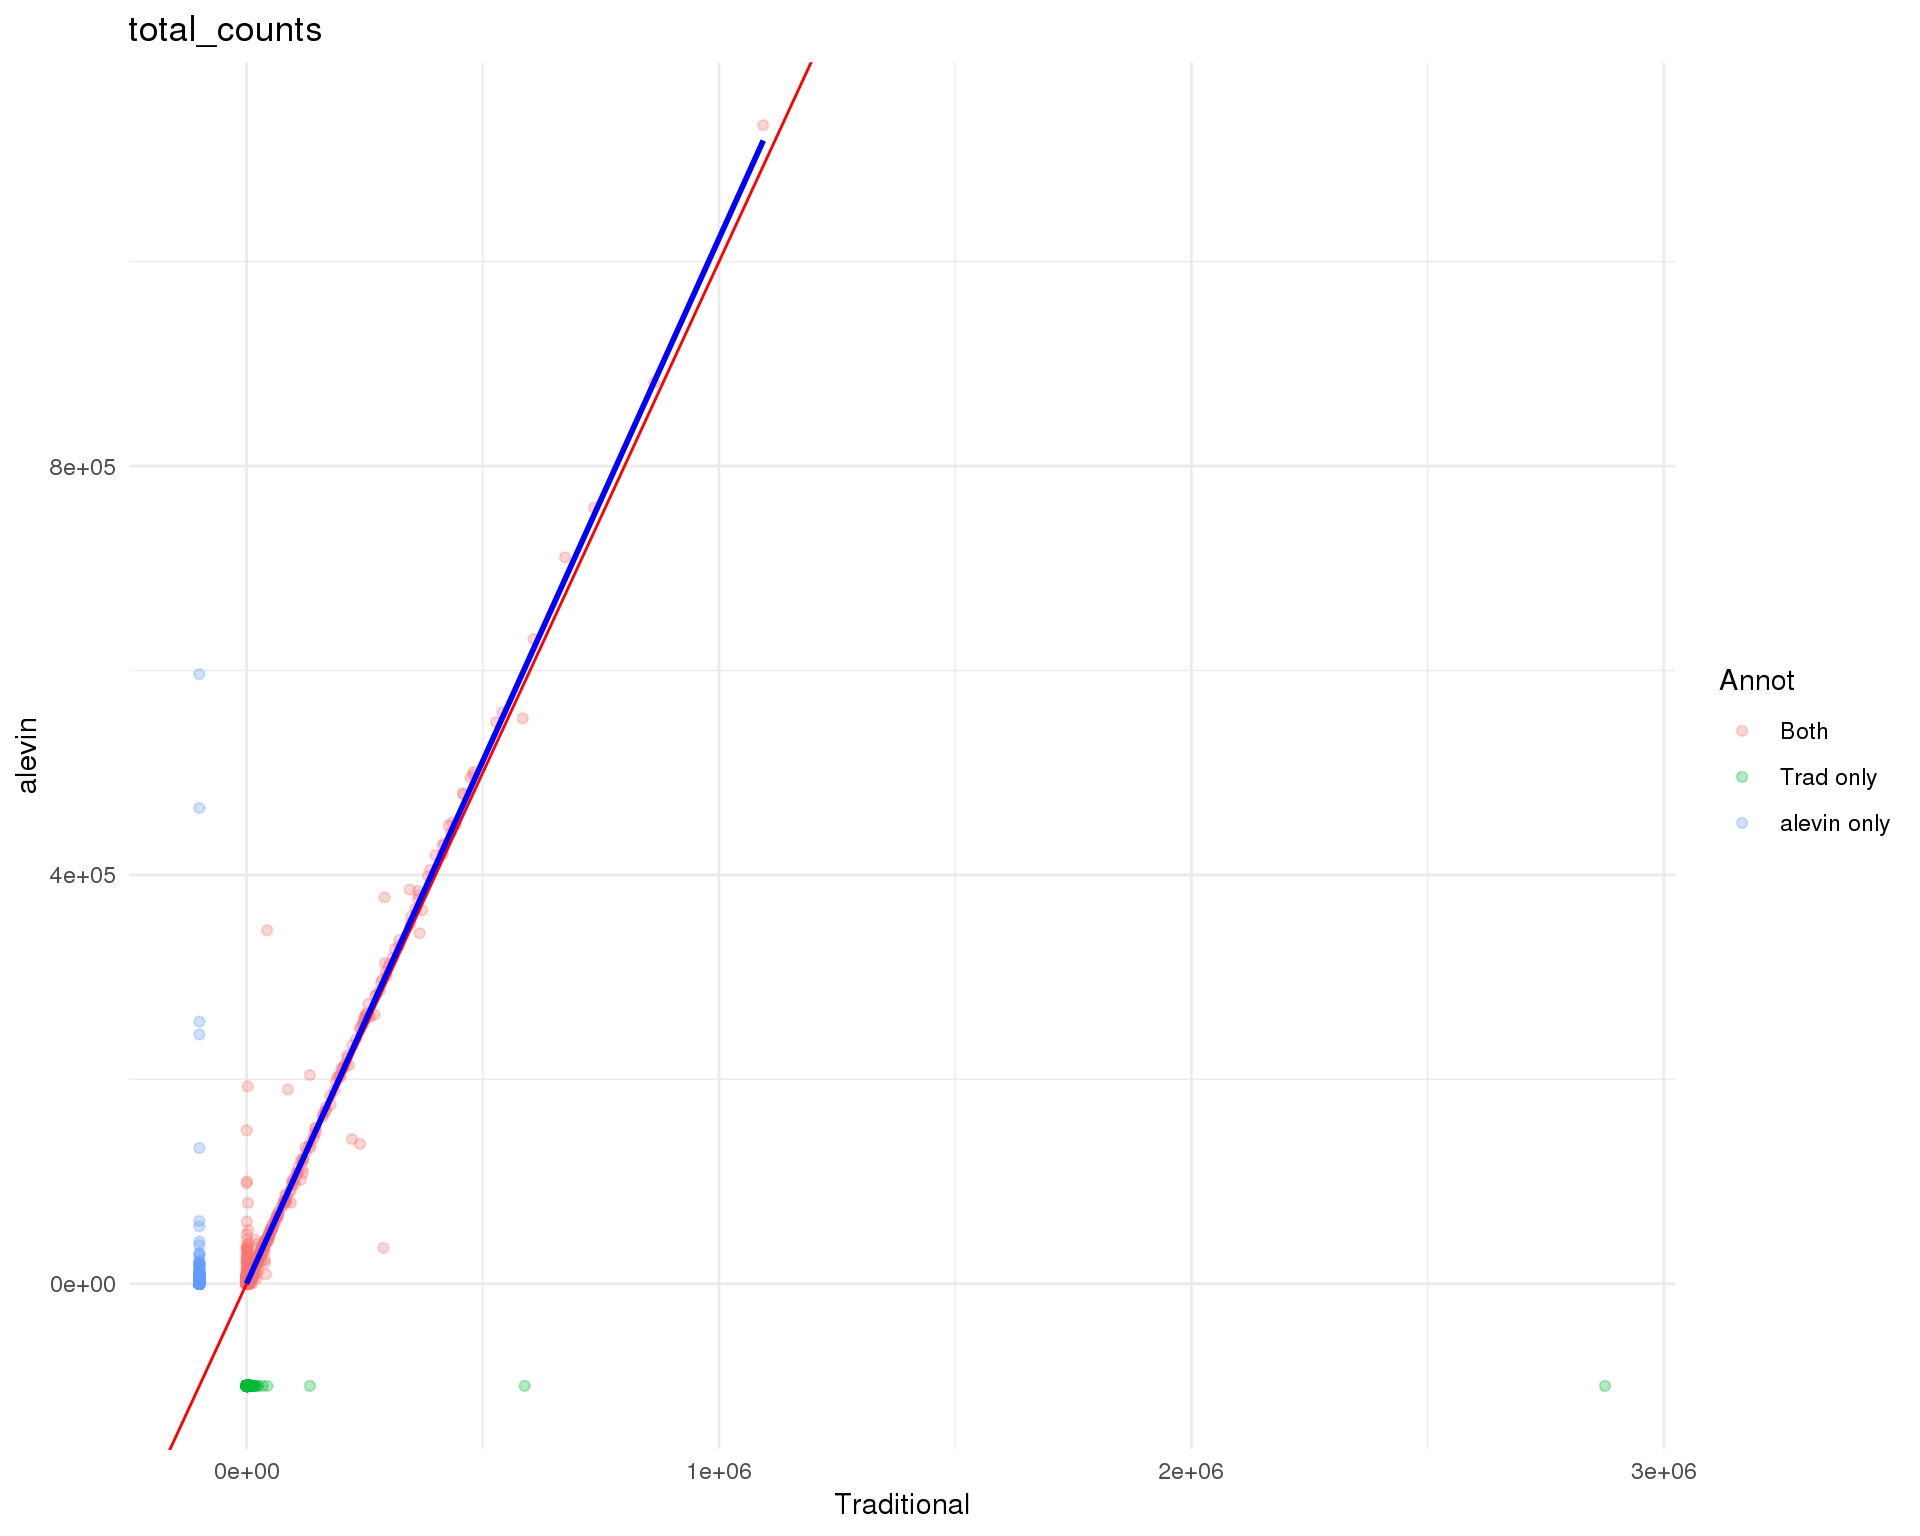 total_counts
8e+05
4e+05
0e+00
alevin
0e+00
1e+06
2e+06
3e+06
Traditional
Annot
Both
Trad only
alevin only